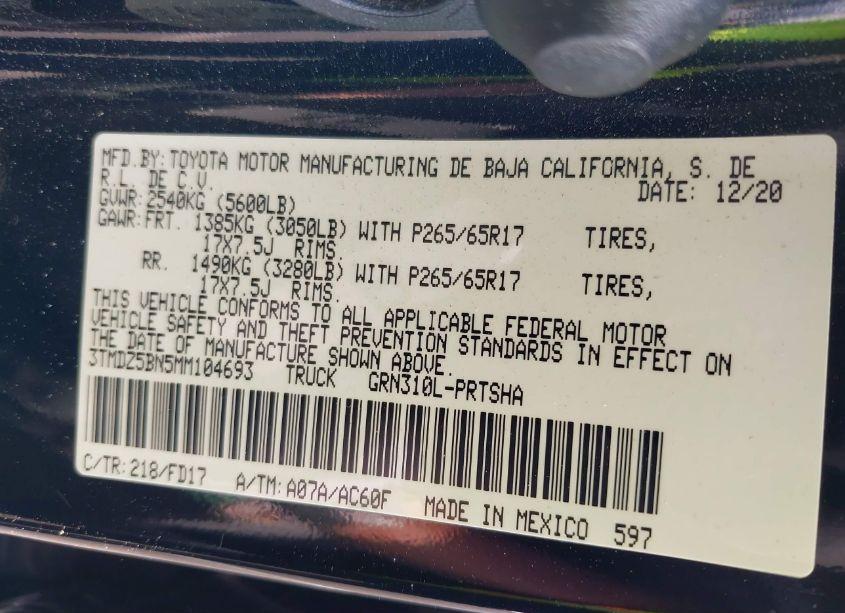 MFD.BY: TOYOTA MOTOR MANUFACTURING DE BAJA CALIFORNIA, S. DE
R.L. DE C.V. DATE: 12/20
GVWR: 2540KG (5600LB)
GAWR: FRT. 1385KG (3050LB) WITH P265/65R17 TIRES,
17X7.5J RIMS.
RR. 1490KG (3280LB) WITH P265/65R17 TIRES,
17X7.5J RIMS.
THIS VEHICLE CONFORMS TO ALL APPLICABLE FEDERAL MOTOR
VEHICLE SAFETY AND THEFT PREVENTION STANDARDS IN EFFECT ON
THE DATE OF MANUFACTURE SHOWN ABOVE.
3TMDZ5BN5MM104693 TRUCK GRN310L-PRTSHA
C/TR: 218/FD17 A/TM: A07A/AC60F MADE IN MEXICO 597